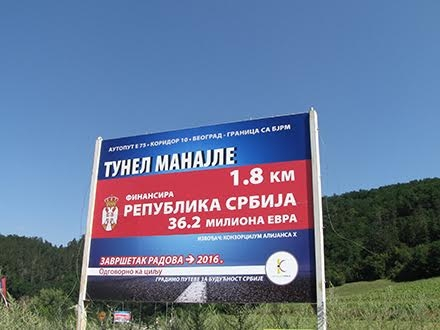 АУТОПУТ Е 75 • КОРИДОР 10 • БЕОГРАД - ГРАНИЦА СА БЈРМ
ТУНЕЛ МАНАЈЛЕ
1.8 КМ
ФИНАНСИРА
РЕПУБЛИКА СРБИЈА
36.2 МИЛИОНА ЕВРА
ИЗВОЂАЧ: КОНЗОРЦИЈУМ АЛИЈАНСА X
ЗАВРШЕТАК РАДОВА → 2016.
Одговорно ка циљу
ГРАДИМО ПУТЕВЕ ЗА БУДУЋНОСТ СРБИЈЕ